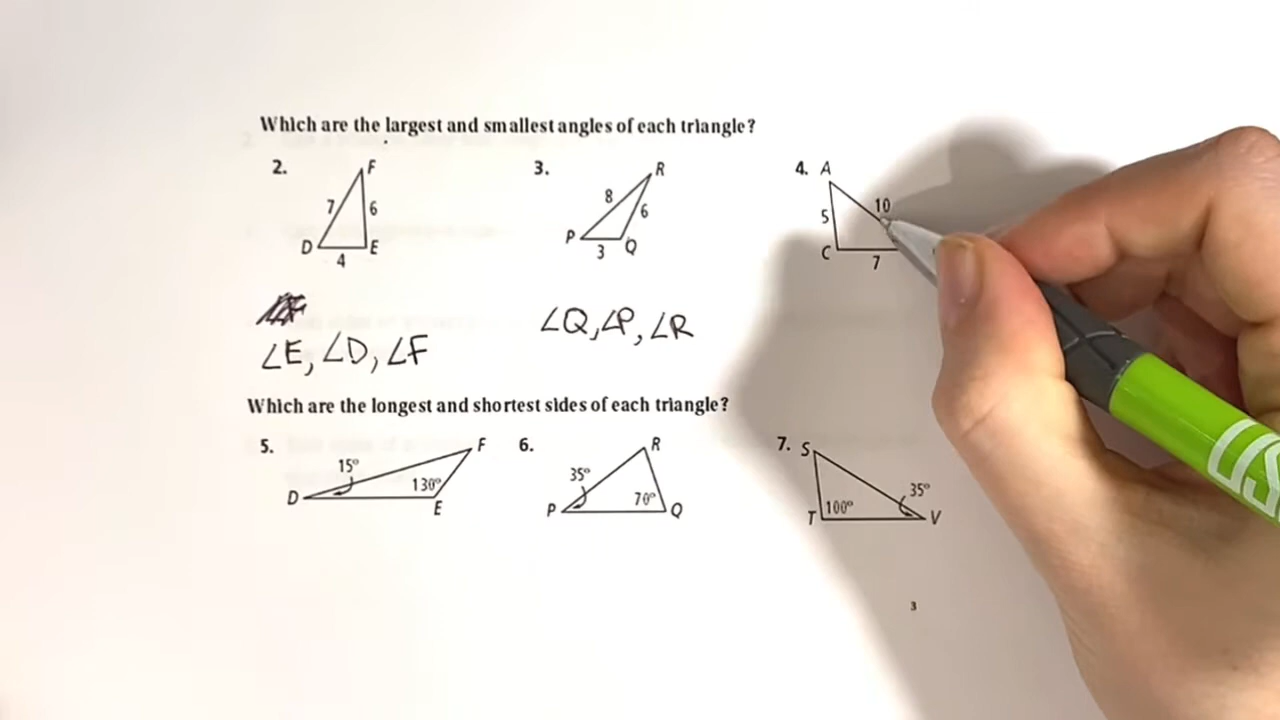 Which are the largest and smallest angles of each triangle?
2.
F
7
6
D
E
4
3.
R
8
6
P
Q
3
4. A
10
5
C
7
∠E, ∠D, ∠F
∠Q, ∠P, ∠R
Which are the longest and shortest sides of each triangle?
5.
F
15°
130°
D
E
6.
R
35°
70°
P
Q
7. S
35°
100°
T
V
3